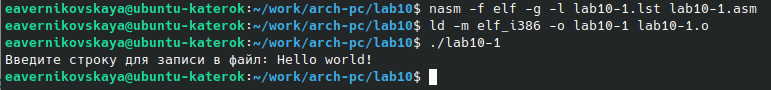 eavernikovskaya@ubuntu-katerok:~/work/arch-pc/lab10$ nasm -f elf -g -l lab10-1.lst lab10-1.asm
eavernikovskaya@ubuntu-katerok:~/work/arch-pc/lab10$ ld -m elf_i386 -o lab10-1 lab10-1.o
eavernikovskaya@ubuntu-katerok:~/work/arch-pc/lab10$ ./lab10-1
Введите строку для записи в файл: Hello world!
eavernikovskaya@ubuntu-katerok:~/work/arch-pc/lab10$